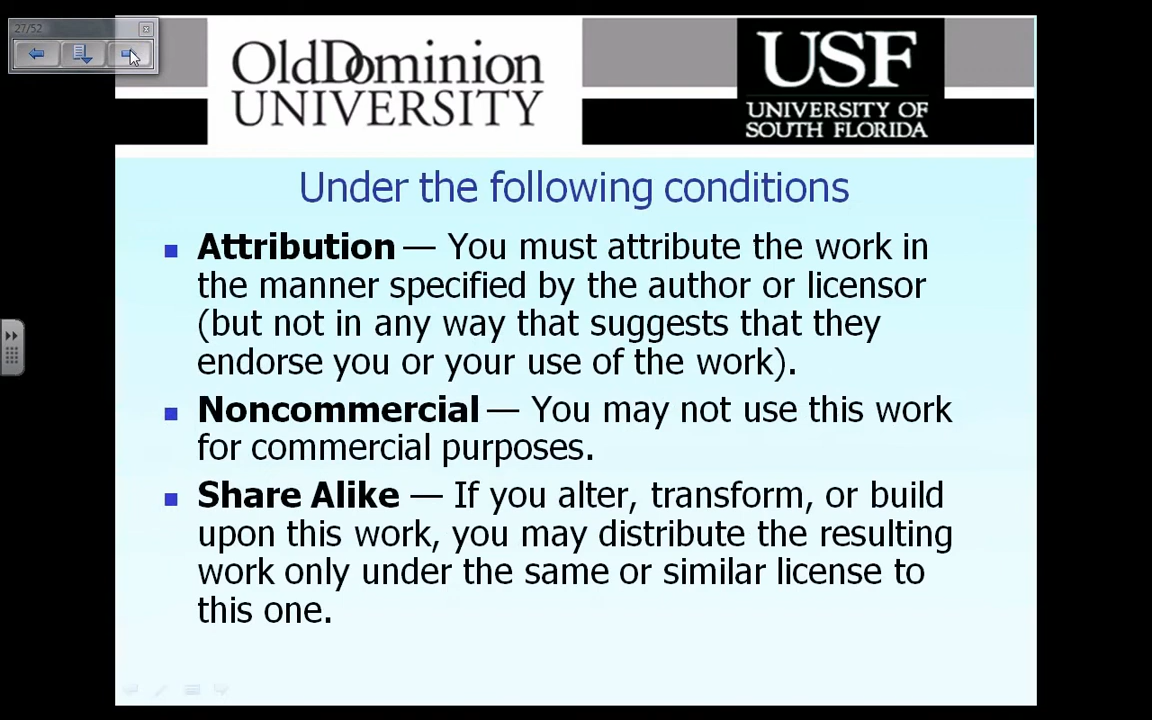 27/52
OldDominion
UNIVERSITY
USF
UNIVERSITY OF
SOUTH FLORIDA
Under the following conditions
Attribution — You must attribute the work in
the manner specified by the author or licensor
(but not in any way that suggests that they
endorse you or your use of the work).
Noncommercial — You may not use this work
for commercial purposes.
Share Alike — If you alter, transform, or build
upon this work, you may distribute the resulting
work only under the same or similar license to
this one.